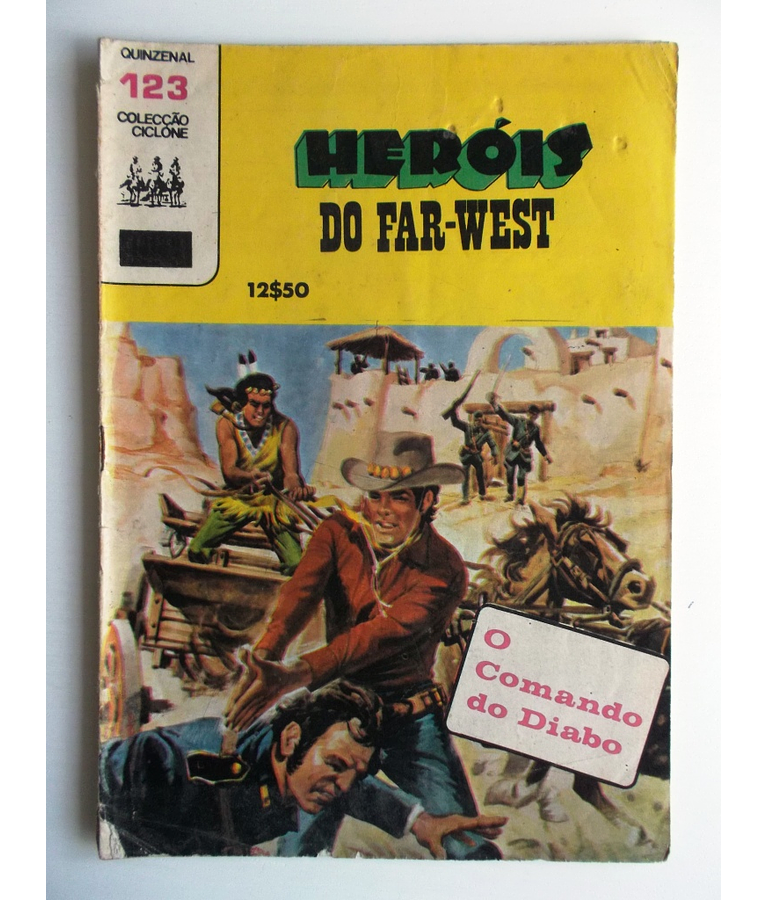 QUINZENAL
123
COLECÇÃO
CICLONE
HERÓIS
DO FAR-WEST
12$50
O
Comando
do Diabo